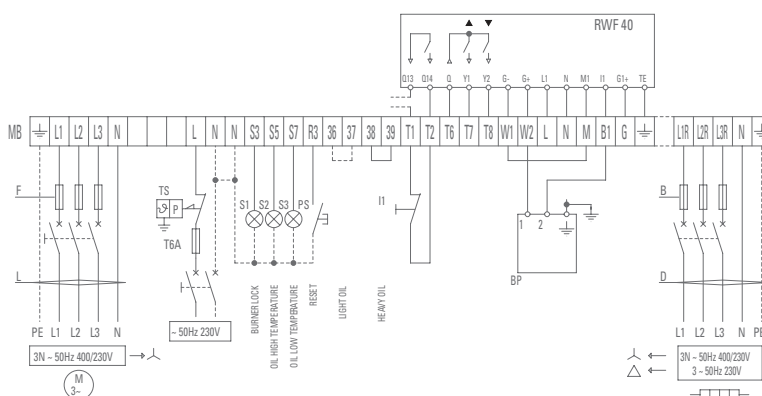 RWF 40
Q13 Q14 Q Y1 Y2 G- G+ L1 N M1 I1 G1+ TE
MB L1 L2 L3 N L N N S3 S5 S7 R3 36 37 38 39 T1 T2 T6 T7 T8 W1 W2 L N M B1 G L1R L2R L3R N
F
TS
ϑ P
T6A
S1 S2 S3 PS
I1
1 2
BP
B
L
D
BURNER LOCK
OIL HIGH TEMPERATURE
OIL LOW TEMPERATURE
RESET
LIGHT OIL
HEAVY OIL
PE L1 L2 L3 N
~ 50Hz 230V
L1 L2 L3 N PE
3N ~ 50Hz 400/230V
M
3~
3N ~ 50Hz 400/230V
3 ~ 50Hz 230V